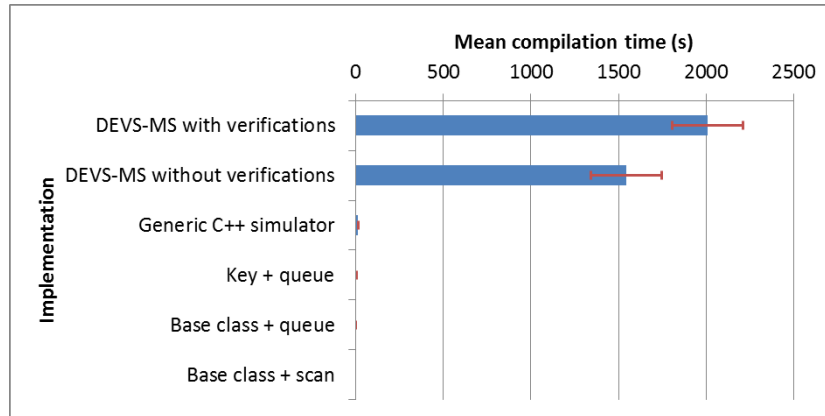 Mean compilation time (s)
0 500 1000 1500 2000 2500
DEVS-MS with verifications
DEVS-MS without verifications
Generic C++ simulator
Key + queue
Base class + queue
Base class + scan
Implementation